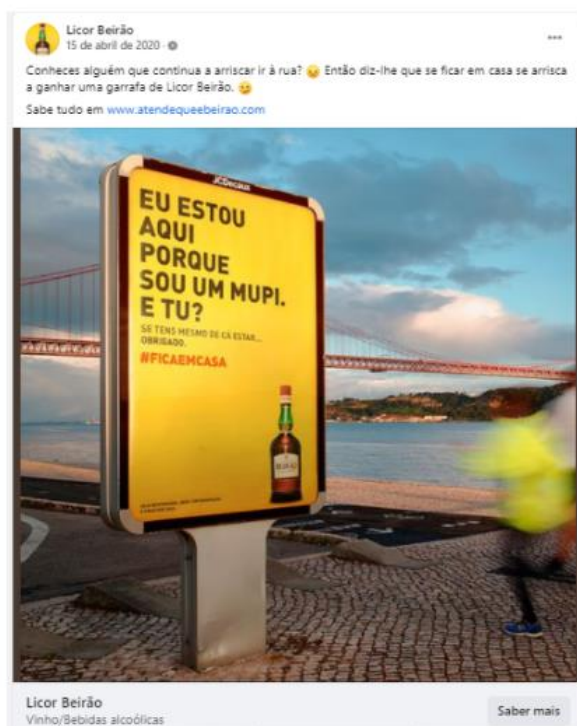 Licor Beirão
15 de abril de 2020
Conheces alguém que continua a arriscar ir à rua? 😉 Então diz-lhe que se ficar em casa se arrisca
a ganhar uma garrafa de Licor Beirão. 😉
Sabe tudo em www.atendequeebeirao.com
JCDecaux
EU ESTOU
AQUI
PORQUE
SOU UM MUPI.
E TU?
SE TENS MESMO DE CÁ ESTAR...
OBRIGADO.
#FICAEMCASA
Licor Beirão
Vinho/Bebidas alcoólicas
Saber mais